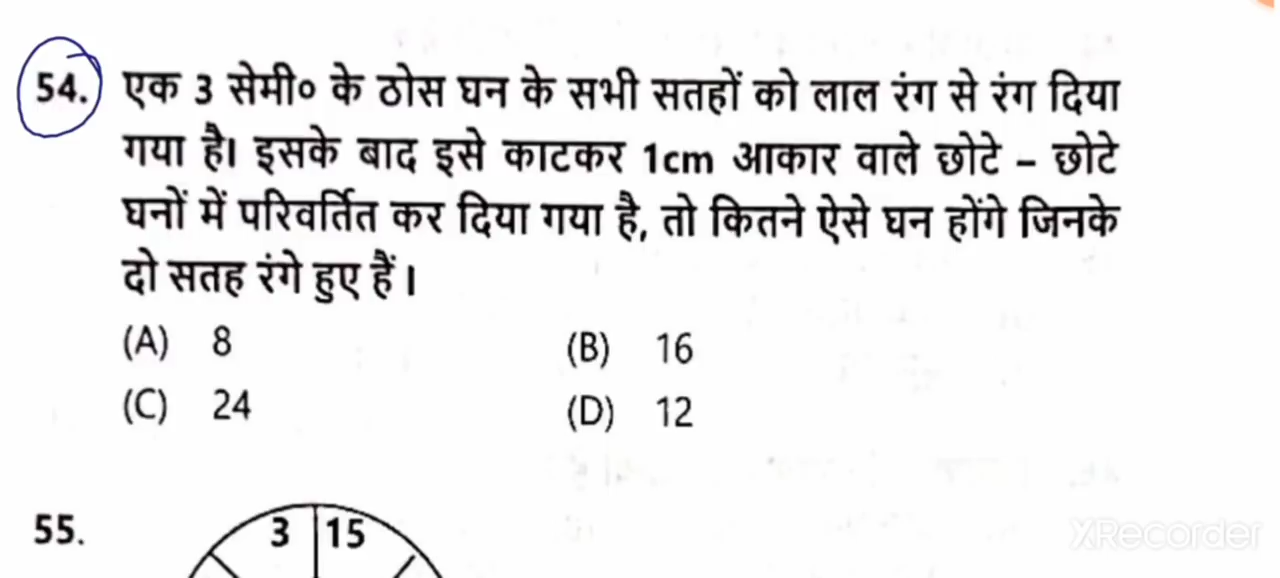 54. एक 3 सेमी० के ठोस घन के सभी सतहों को लाल रंग से रंग दिया
गया है। इसके बाद इसे काटकर 1cm आकार वाले छोटे – छोटे
घनों में परिवर्तित कर दिया गया है, तो कितने ऐसे घन होंगे जिनके
दो सतह रंगे हुए हैं।
(A) 8 (B) 16
(C) 24 (D) 12
55. 3 15
XRecorder